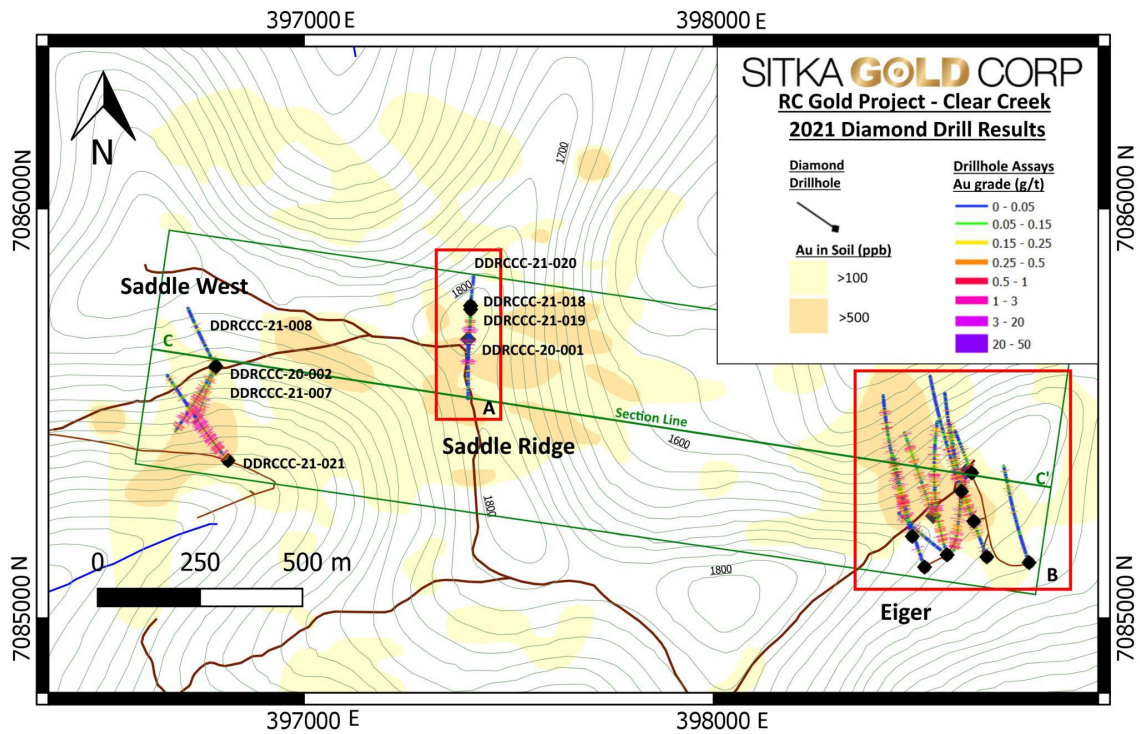 397000 E
398000 E
SITKA GOLD CORP
RC Gold Project - Clear Creek
2021 Diamond Drill Results
Diamond
Drillhole
Au in Soil (ppb)
>100
>500
Drillhole Assays
Au grade (g/t)
0 - 0.05
0.05 - 0.15
0.15 - 0.25
0.25 - 0.5
0.5 - 1
1 - 3
3 - 20
20 - 50
N
1700
7086000 N
7086000 N
DDRCCC-21-020
1800
Saddle West
DDRCCC-21-018
DDRCCC-21-019
DDRCCC-21-008
DDRCCC-20-001
C
DDRCCC-20-002
DDRCCC-21-007
A
Section Line
Saddle Ridge
1600
DDRCCC-21-021
C'
1800
0 250 500 m
1800
B
Eiger
7085000 N
7085000 N
397000 E
398000 E